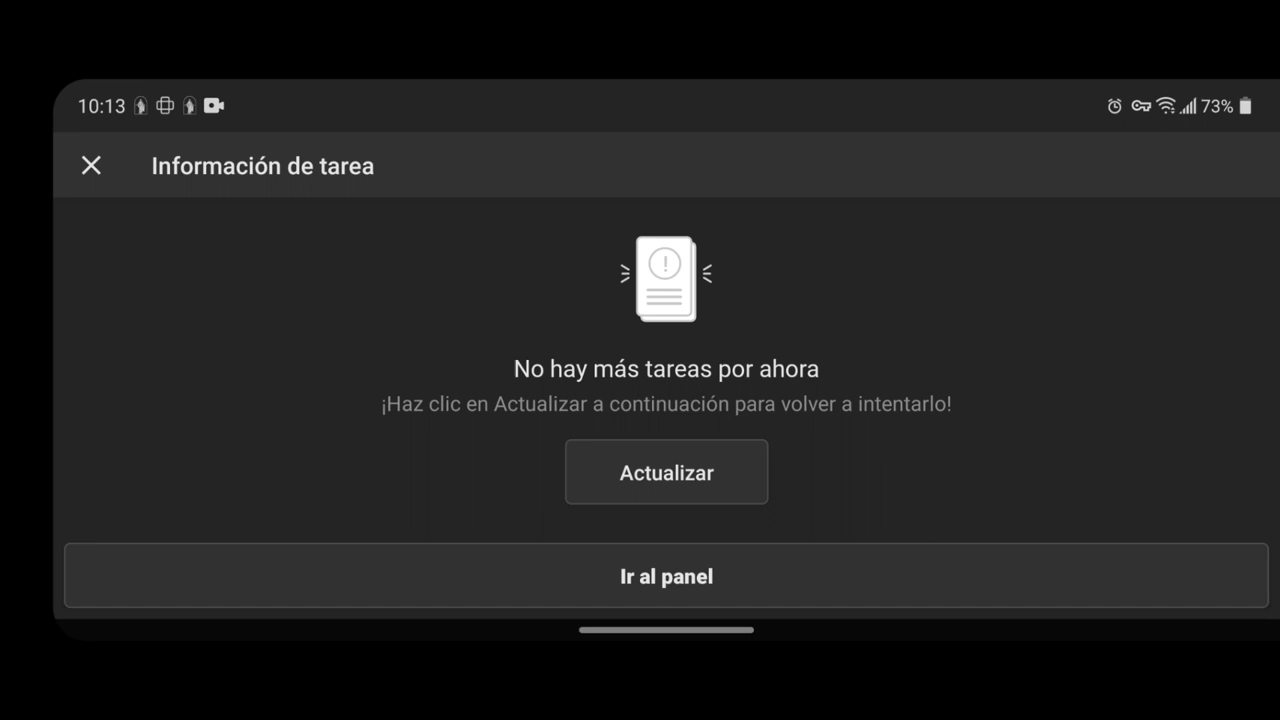 10:13
73%
Información de tarea
No hay más tareas por ahora
¡Haz clic en Actualizar a continuación para volver a intentarlo!
Actualizar
Ir al panel